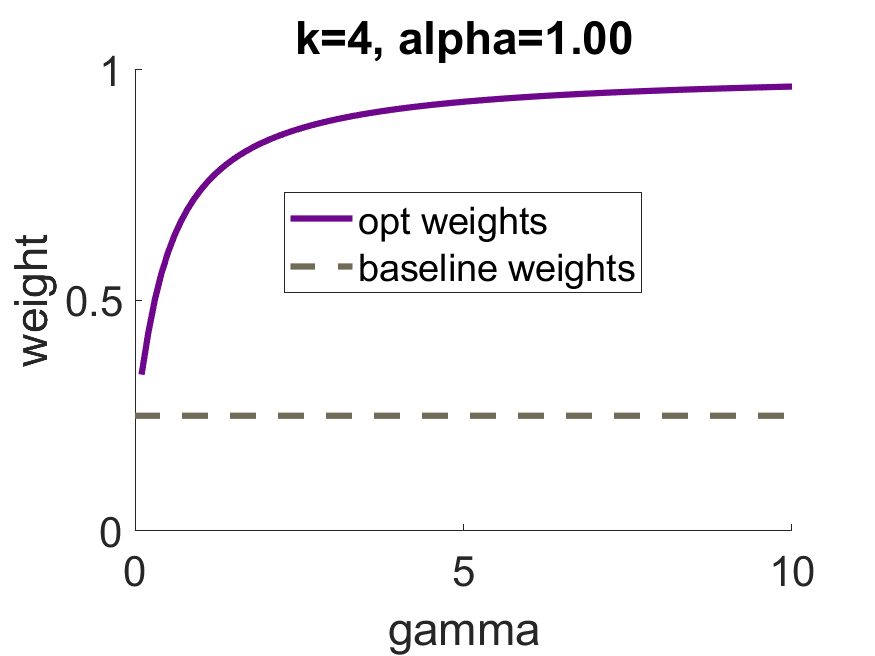 k=4, alpha=1.00
1
0.5
0
weight
opt weights
baseline weights
0
5
10
gamma